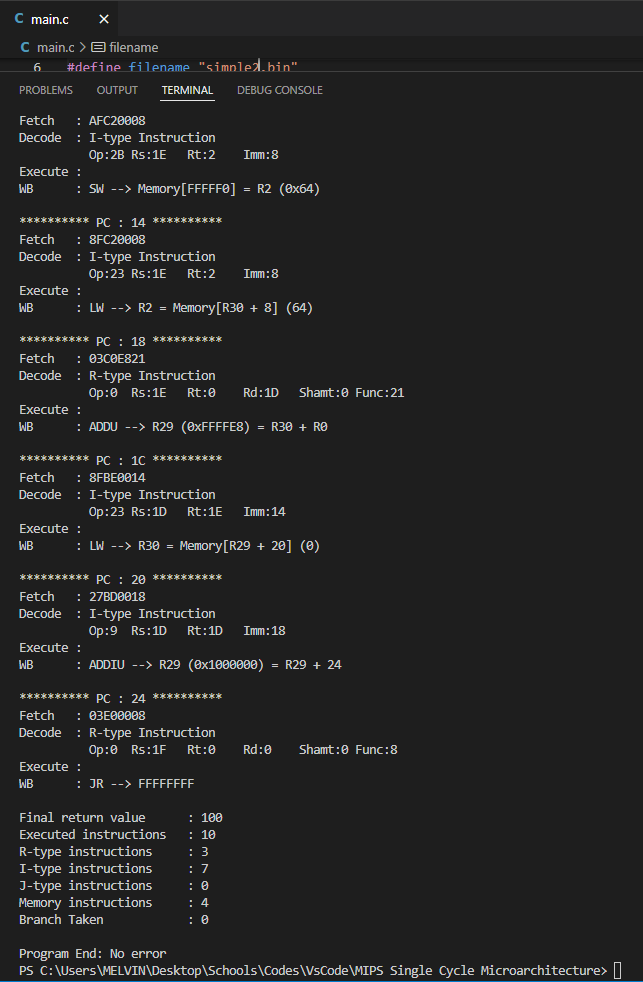 C main.c ×
C main.c > filename
6 #define filename "simple2.bin"
PROBLEMS OUTPUT TERMINAL DEBUG CONSOLE
Fetch : AFC20008
Decode : I-type Instruction
Op:2B Rs:1E Rt:2 Imm:8
Execute :
WB : SW --> Memory[FFFFF0] = R2 (0x64)
********** PC : 14 **********
Fetch : 8FC20008
Decode : I-type Instruction
Op:23 Rs:1E Rt:2 Imm:8
Execute :
WB : LW --> R2 = Memory[R30 + 8] (64)
********** PC : 18 **********
Fetch : 03C0E821
Decode : R-type Instruction
Op:0 Rs:1E Rt:0 Rd:1D Shamt:0 Func:21
Execute :
WB : ADDU --> R29 (0xFFFFE8) = R30 + R0
********** PC : 1C **********
Fetch : 8FBE0014
Decode : I-type Instruction
Op:23 Rs:1D Rt:1E Imm:14
Execute :
WB : LW --> R30 = Memory[R29 + 20] (0)
********** PC : 20 **********
Fetch : 27BD0018
Decode : I-type Instruction
Op:9 Rs:1D Rt:1D Imm:18
Execute :
WB : ADDIU --> R29 (0x1000000) = R29 + 24
********** PC : 24 **********
Fetch : 03E00008
Decode : R-type Instruction
Op:0 Rs:1F Rt:0 Rd:0 Shamt:0 Func:8
Execute :
WB : JR --> FFFFFFFF
Final return value : 100
Executed instructions : 10
R-type instructions : 3
I-type instructions : 7
J-type instructions : 0
Memory instructions : 4
Branch Taken : 0
Program End: No error
PS C:\Users\MELVIN\Desktop\Schools\Codes\VsCode\MIPS Single Cycle Microarchitecture>